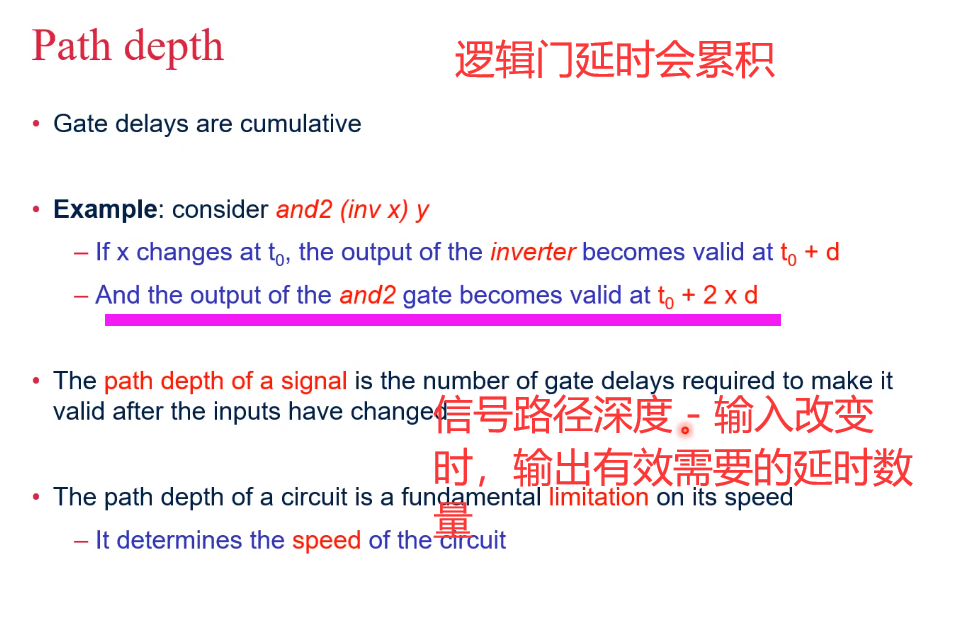 Path depth
逻辑门延时会累积
• Gate delays are cumulative
• Example: consider and2 (inv x) y
– If x changes at t₀, the output of the inverter becomes valid at t₀ + d
– And the output of the and2 gate becomes valid at t₀ + 2 x d
• The path depth of a signal is the number of gate delays required to make it
valid after the inputs have changed
信号路径深度 - 输入改变
时，输出有效需要的延时数
量
• The path depth of a circuit is a fundamental limitation on its speed
– It determines the speed of the circuit